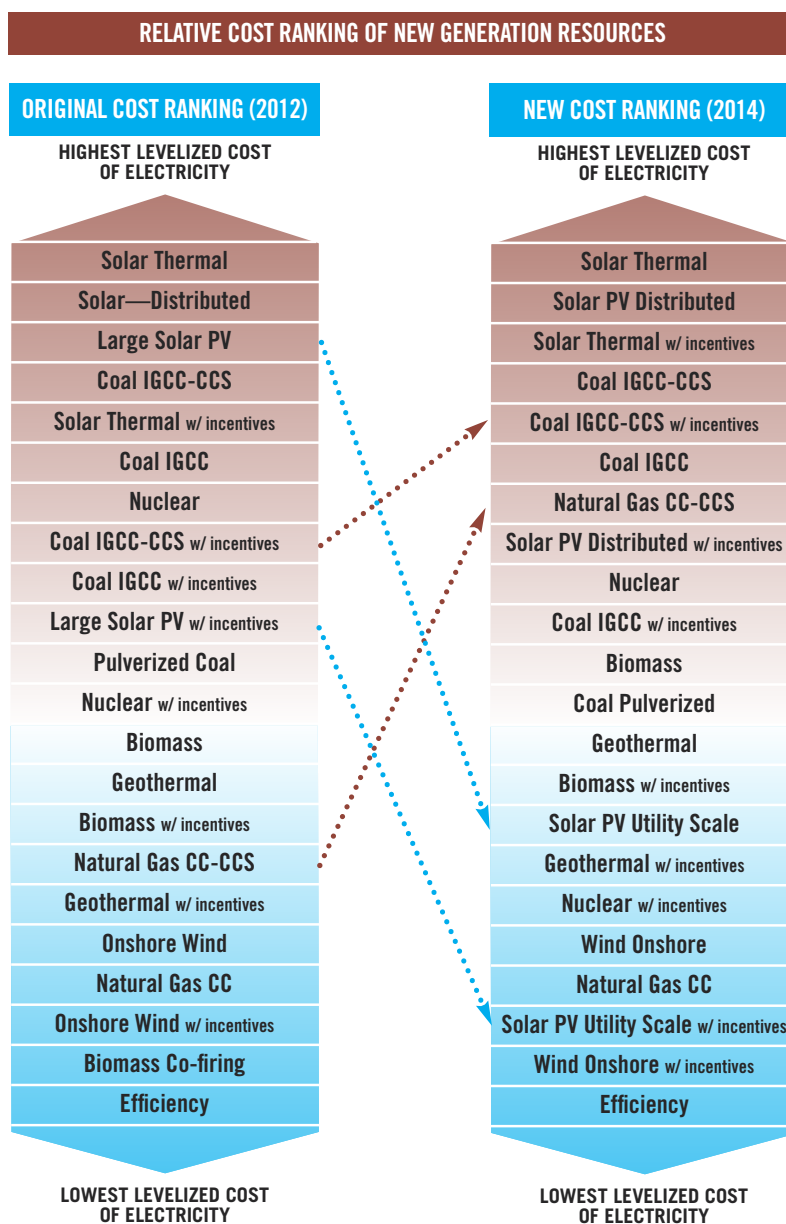 RELATIVE COST RANKING OF NEW GENERATION RESOURCES
ORIGINAL COST RANKING (2012)
HIGHEST LEVELIZED COST
OF ELECTRICITY
Solar Thermal
Solar—Distributed
Large Solar PV
Coal IGCC-CCS
Solar Thermal w/ incentives
Coal IGCC
Nuclear
Coal IGCC-CCS w/ incentives
Coal IGCC w/ incentives
Large Solar PV w/ incentives
Pulverized Coal
Nuclear w/ incentives
Biomass
Geothermal
Biomass w/ incentives
Natural Gas CC-CCS
Geothermal w/ incentives
Onshore Wind
Natural Gas CC
Onshore Wind w/ incentives
Biomass Co-firing
Efficiency
LOWEST LEVELIZED COST
OF ELECTRICITY
NEW COST RANKING (2014)
HIGHEST LEVELIZED COST
OF ELECTRICITY
Solar Thermal
Solar PV Distributed
Solar Thermal w/ incentives
Coal IGCC-CCS
Coal IGCC-CCS w/ incentives
Coal IGCC
Natural Gas CC-CCS
Solar PV Distributed w/ incentives
Nuclear
Coal IGCC w/ incentives
Biomass
Coal Pulverized
Geothermal
Biomass w/ incentives
Solar PV Utility Scale
Geothermal w/ incentives
Nuclear w/ incentives
Wind Onshore
Natural Gas CC
Solar PV Utility Scale w/ incentives
Wind Onshore w/ incentives
Efficiency
LOWEST LEVELIZED COST
OF ELECTRICITY